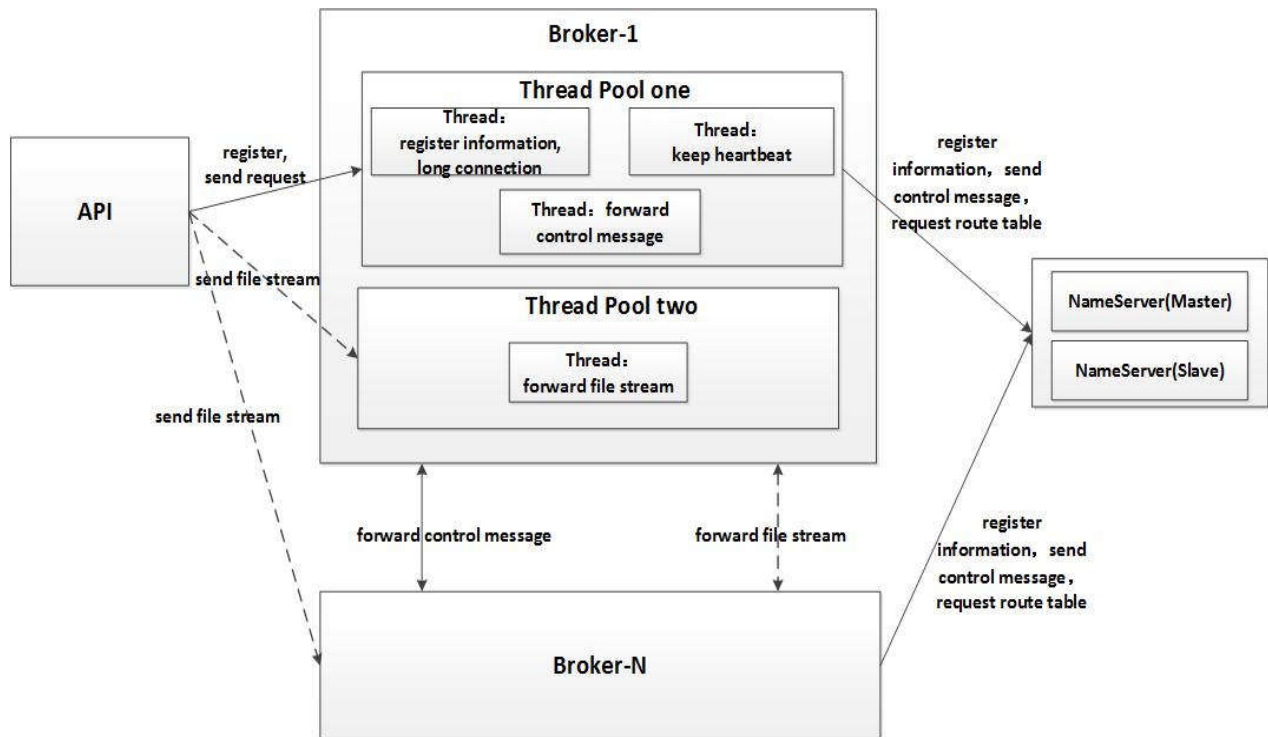 Broker-1
Thread Pool one
Thread：
register information,
long connection
Thread：
keep heartbeat
Thread：forward
control message
register,
send request
API
send file stream
Thread Pool two
Thread：
forward file stream
send file stream
register
information，send
control message，
request route table
NameServer(Master)
NameServer(Slave)
forward control message
forward file stream
register
information，send
control message，
request route table
Broker-N